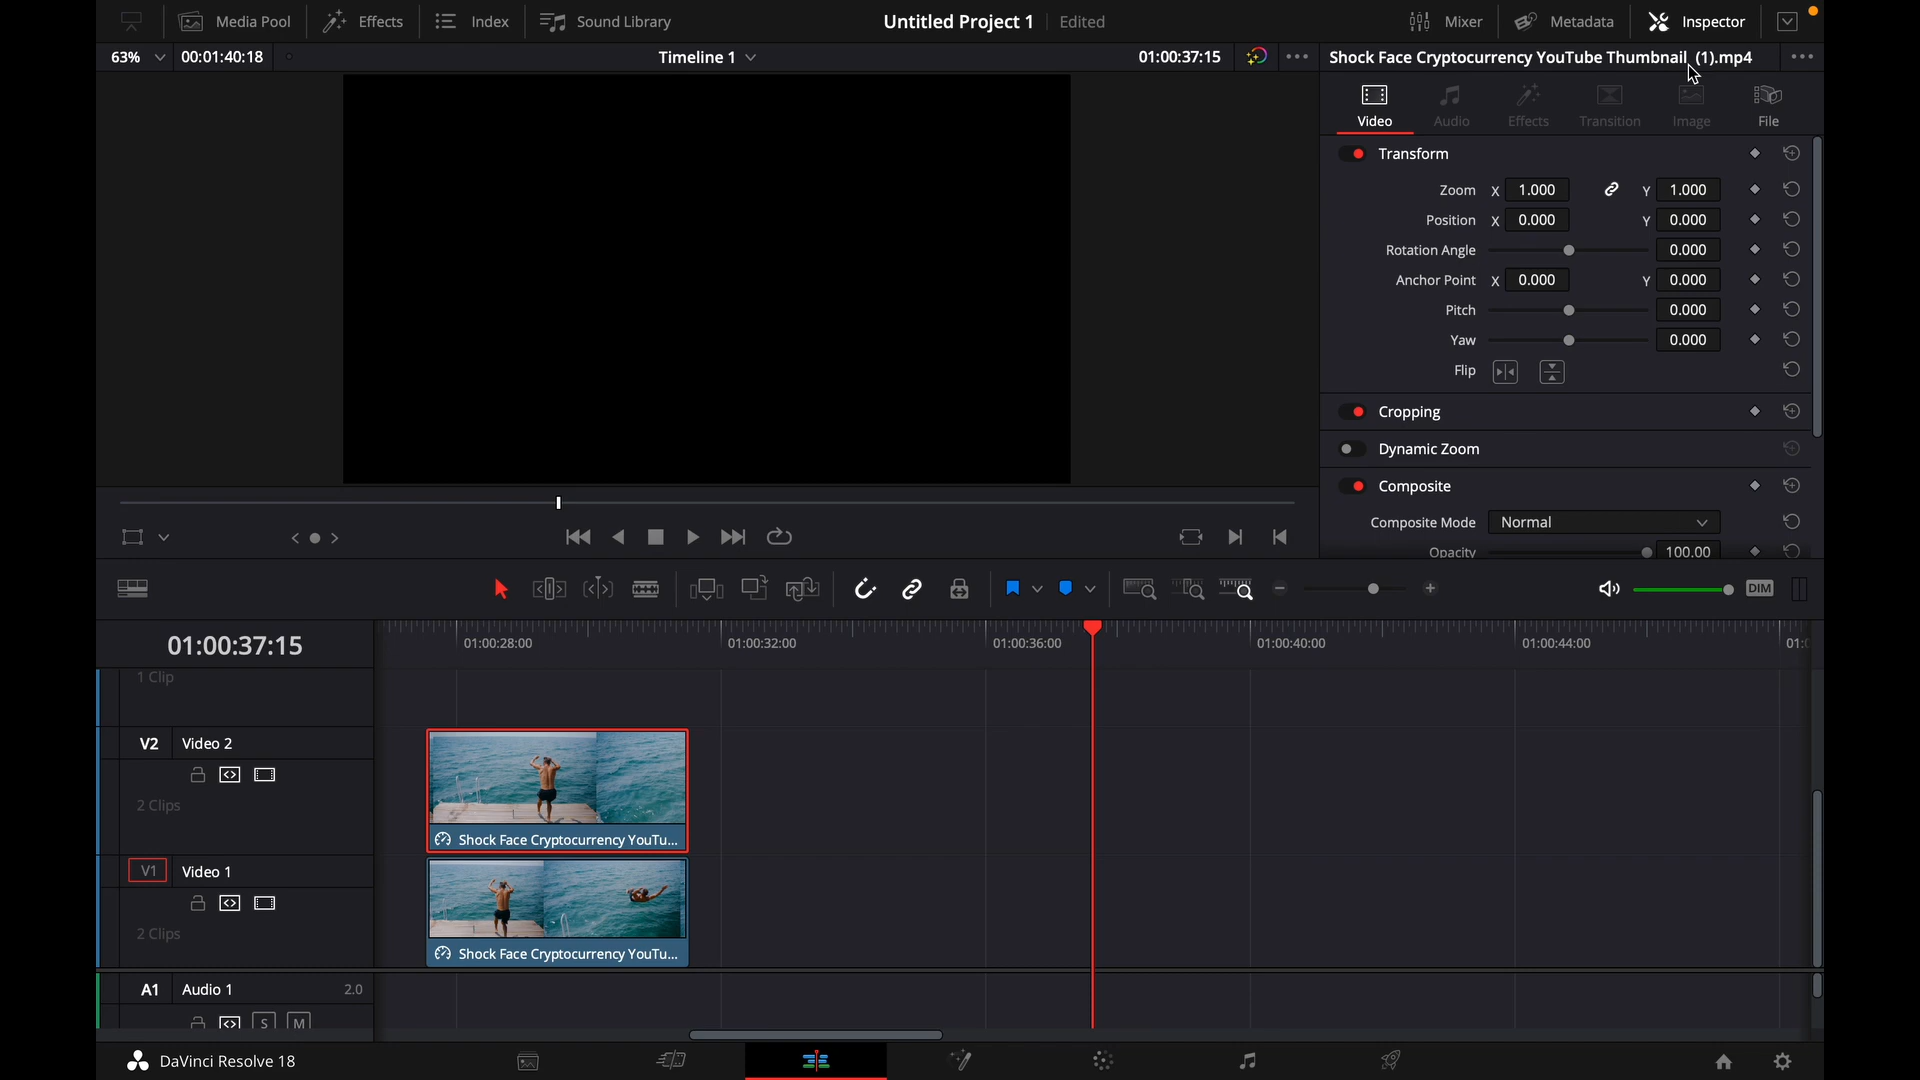 Media Pool Effects Index Sound Library Untitled Project 1 Edited Mixer Metadata Inspector
63% 00:01:40:18 Timeline 1 01:00:37:15 Shock Face Cryptocurrency YouTube Thumbnail_(1).mp4
Video Audio Effects Transition Image File
Transform
Zoom X 1.000 Y 1.000
Position X 0.000 Y 0.000
Rotation Angle 0.000
Anchor Point X 0.000 Y 0.000
Pitch 0.000
Yaw 0.000
Flip
Cropping
Dynamic Zoom
Composite
Composite Mode Normal
Opacity 100.00
DIM
01:00:37:15 01:00:28:00 01:00:32:00 01:00:36:00 01:00:40:00 01:00:44:00
1 Clip
V2 Video 2
2 Clips
Shock Face Cryptocurrency YouTu...
V1 Video 1
2 Clips
Shock Face Cryptocurrency YouTu...
A1 Audio 1 2.0
S M
DaVinci Resolve 18